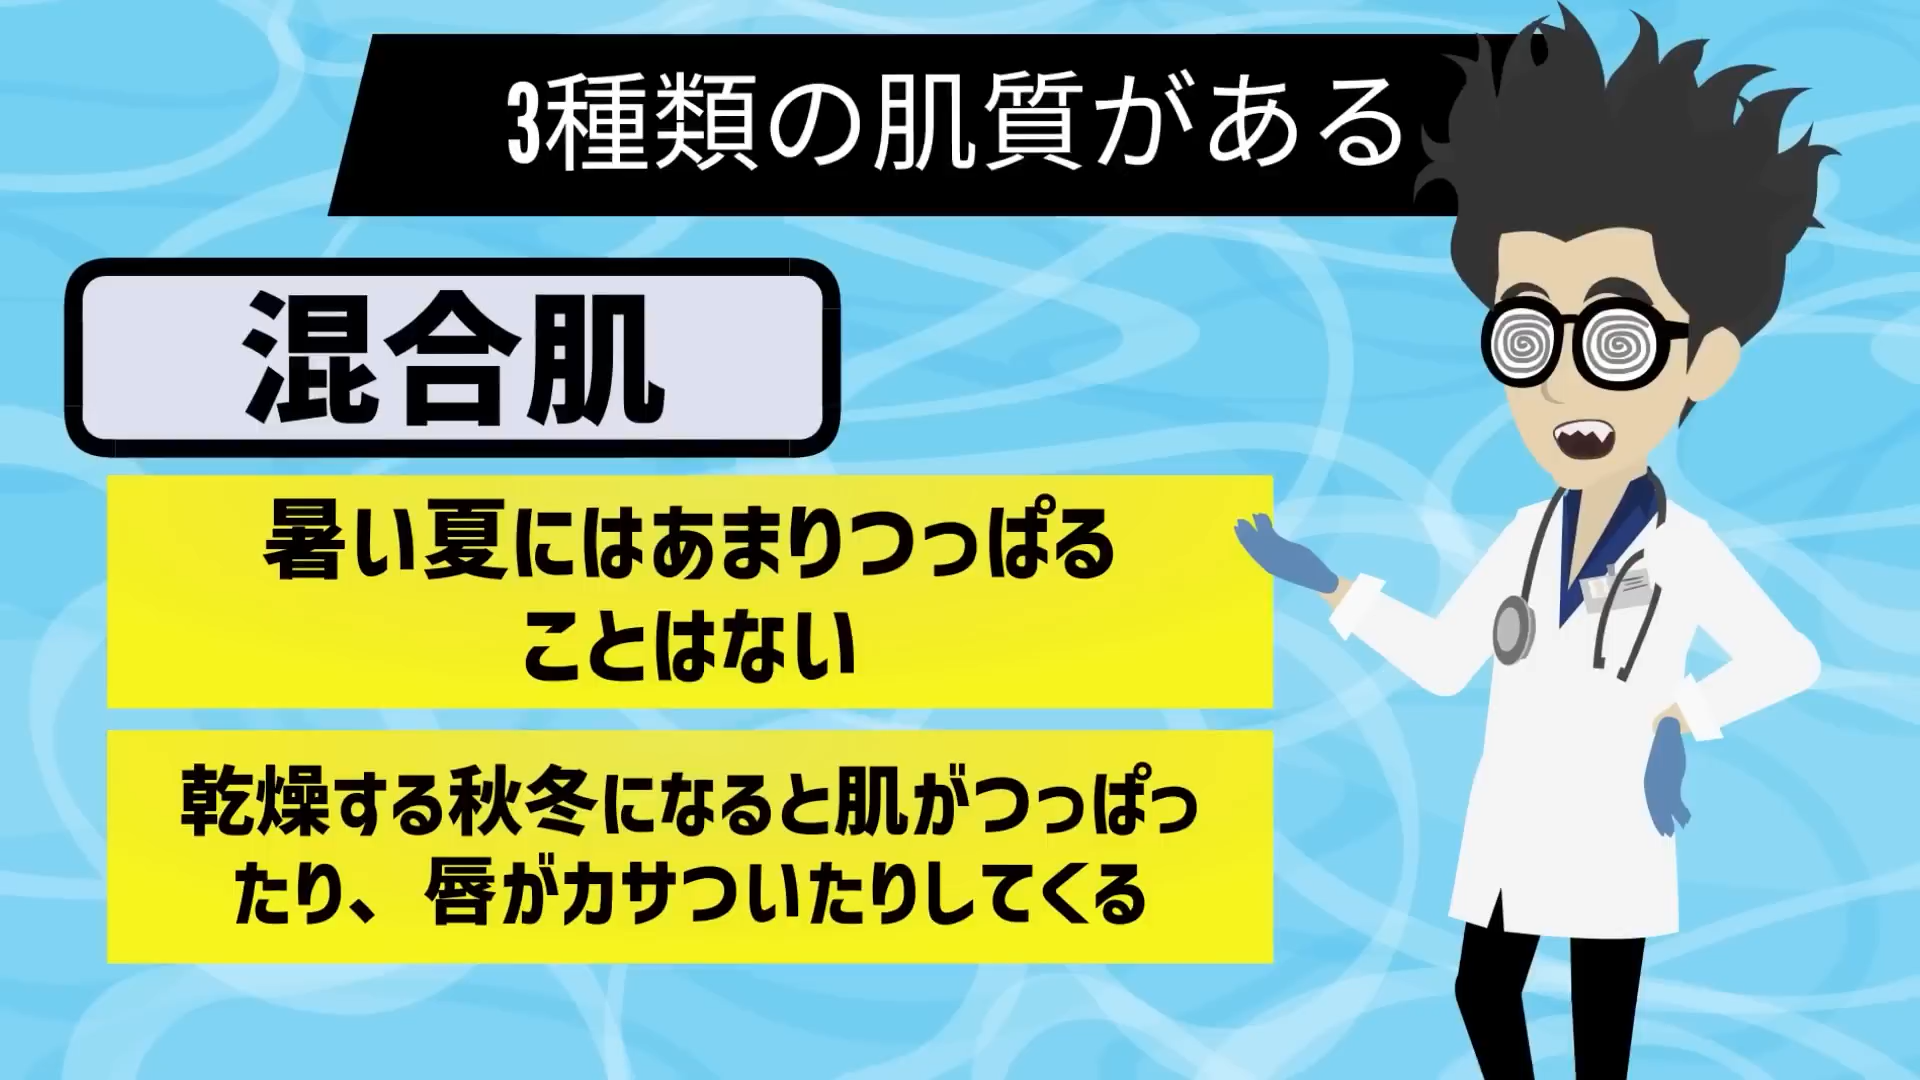 3種類の肌質がある
混合肌
暑い夏にはあまりつっぱる
ことはない
乾燥する秋冬になると肌がつっぱっ
たり、唇がカサついたりしてくる